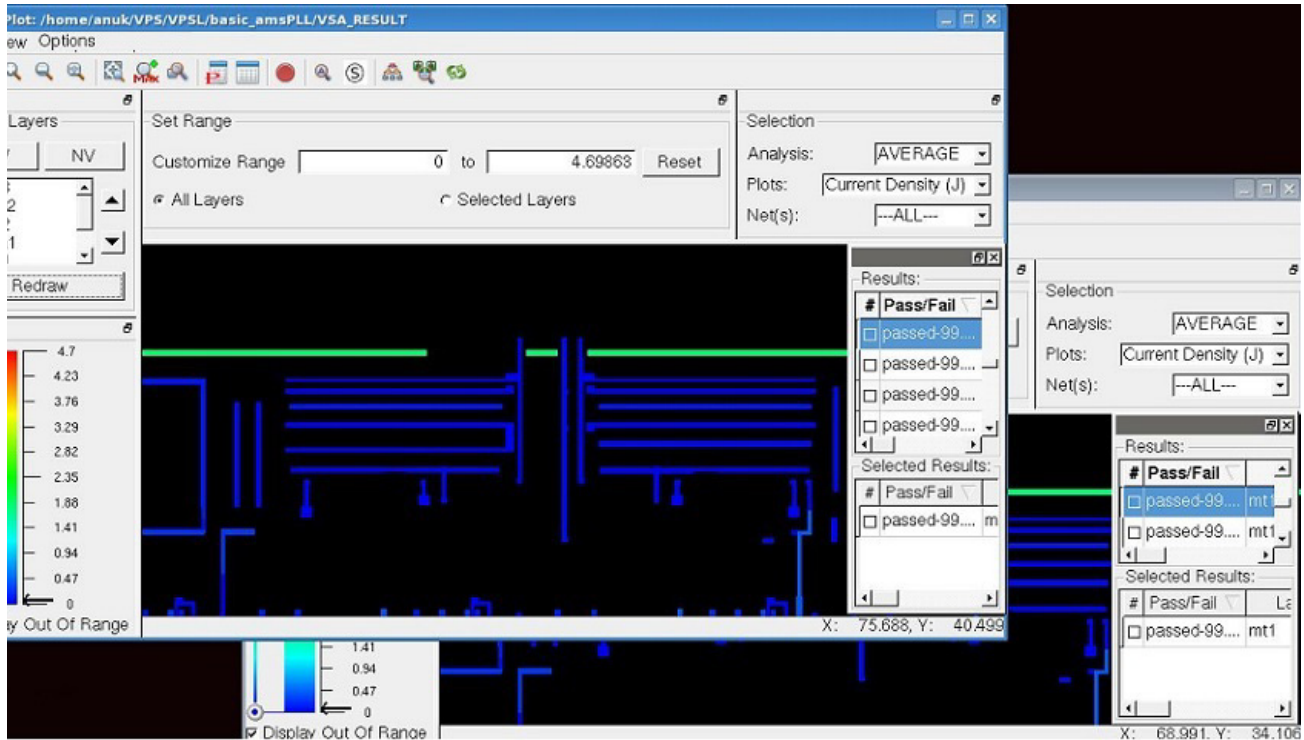 Plot: /home/anuk/VPS/VPSL/basic_amsPLL/VSA_RESULT
ew Options
Layers
NV
2
1
Redraw
Set Range
Customize Range 0 to 4.69863 Reset
All Layers Selected Layers
Selection
Analysis: AVERAGE
Plots: Current Density (J)
Net(s): ---ALL---
4.7
4.23
3.76
3.29
2.82
2.35
1.88
1.41
0.94
0.47
0
y Out Of Range
Results:
# Pass/Fail
passed-99....
passed-99....
passed-99....
passed-99....
Selected Results:
# Pass/Fail
passed-99.... m
X: 75.688, Y: 40.499
Selection
Analysis: AVERAGE
Plots: Current Density (J)
Net(s): ---ALL---
Results:
# Pass/Fail
passed-99.... mt1
passed-99.... mt1
Selected Results:
# Pass/Fail La
passed-99.... mt1
1.41
0.94
0.47
0
Display Out Of Range
X: 68.991, Y: 34.106